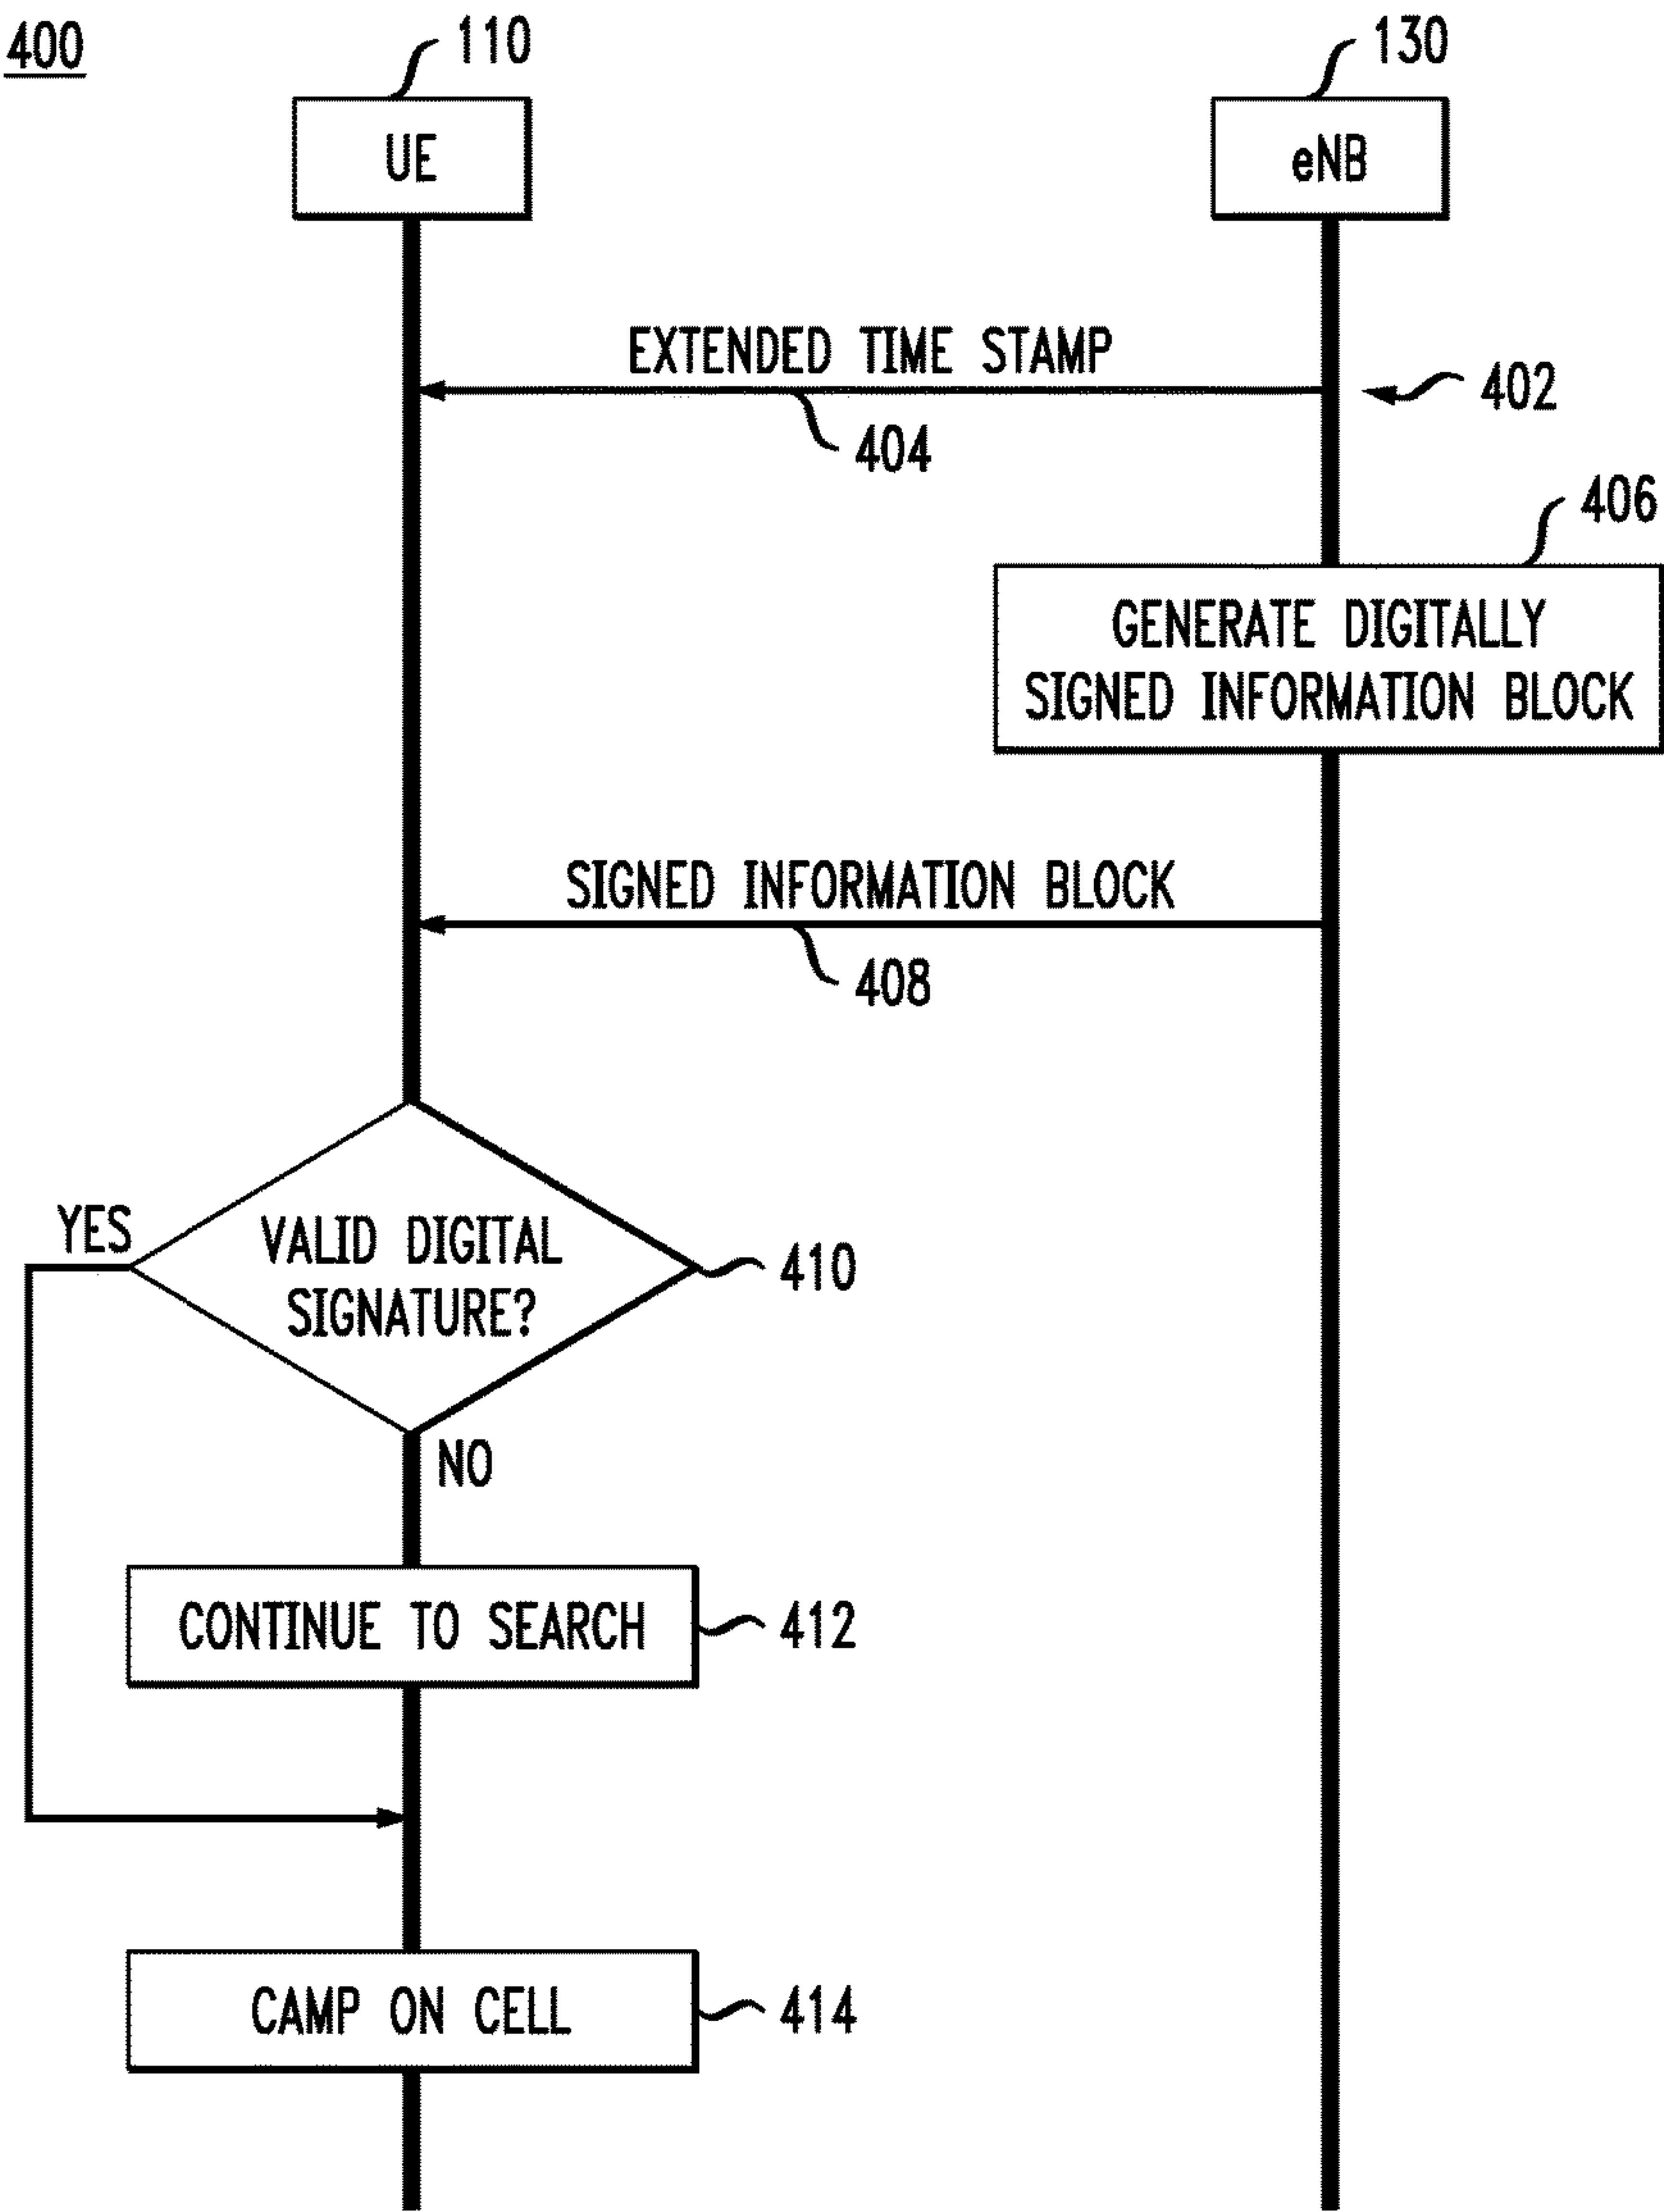 400
110
130
UE
eNB
EXTENDED TIME STAMP
402
404
406
GENERATE DIGITALLY
SIGNED INFORMATION BLOCK
SIGNED INFORMATION BLOCK
408
YES
VALID DIGITAL
SIGNATURE?
410
NO
CONTINUE TO SEARCH
412
CAMP ON CELL
414